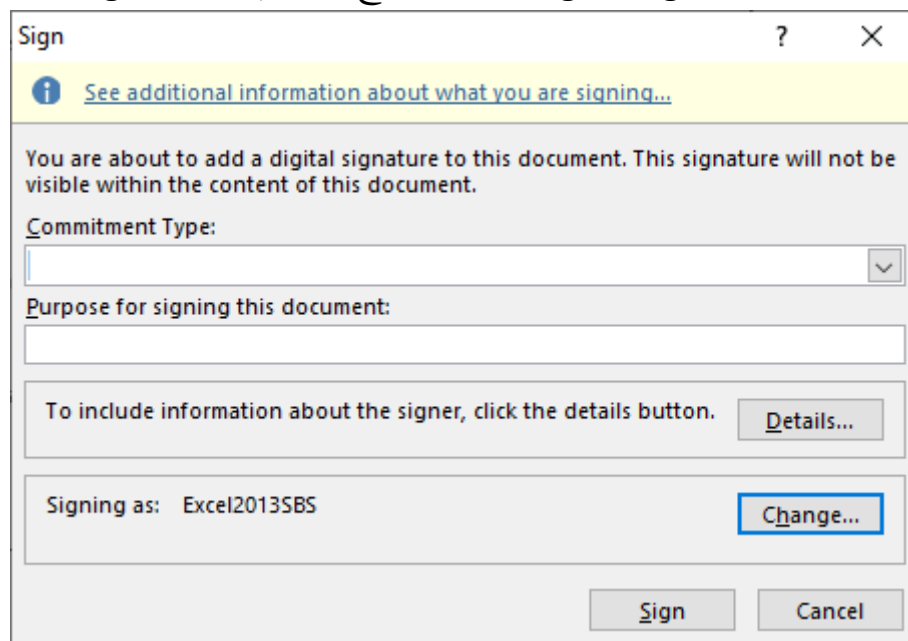 Sign
?
See additional information about what you are signing...
You are about to add a digital signature to this document. This signature will not be
visible within the content of this document.
Commitment Type:
Purpose for signing this document:
To include information about the signer, click the details button.
Details...
Signing as: Excel2013SBS
Change...
Sign
Cancel